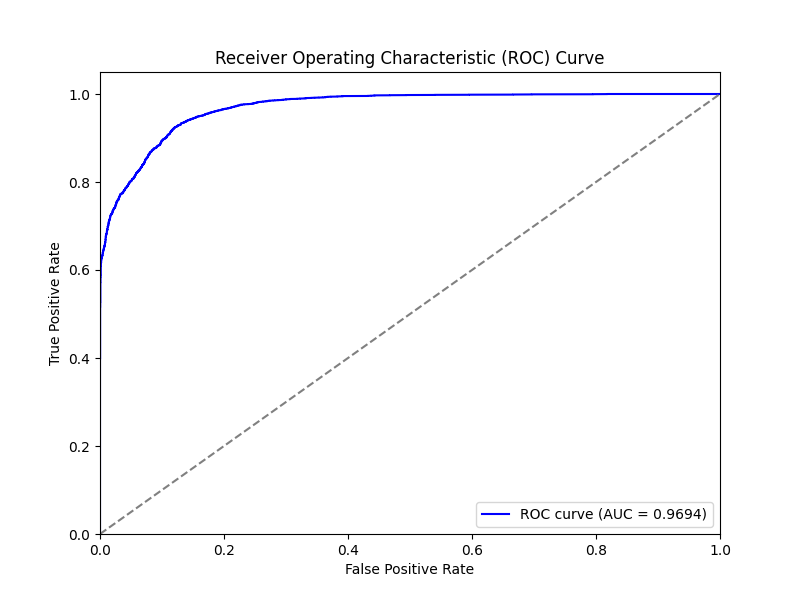 Receiver Operating Characteristic (ROC) Curve
1.0
0.8
0.6
0.4
0.2
0.0
True Positive Rate
ROC curve (AUC = 0.9694)
0.0 0.2 0.4 0.6 0.8 1.0
False Positive Rate